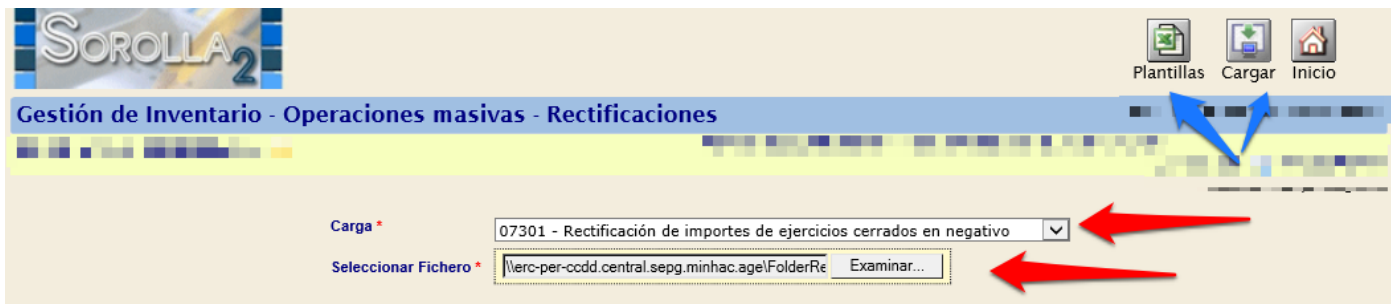 SOROLLA2
Plantillas Cargar Inicio
Gestión de Inventario - Operaciones masivas - Rectificaciones
Carga *
07301 - Rectificación de importes de ejercicios cerrados en negativo
Seleccionar Fichero *
\\erc-per-ccdd.central.sepg.minhac.age\FolderRe
Examinar...